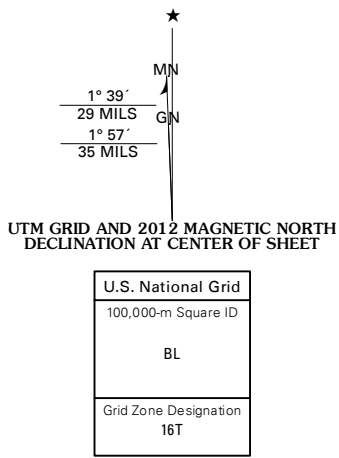 ★
MN
1° 39´
29 MILS
GN
1° 57´
35 MILS
UTM GRID AND 2012 MAGNETIC NORTH
DECLINATION AT CENTER OF SHEET
U.S. National Grid
100,000-m Square ID
BL
Grid Zone Designation
16T